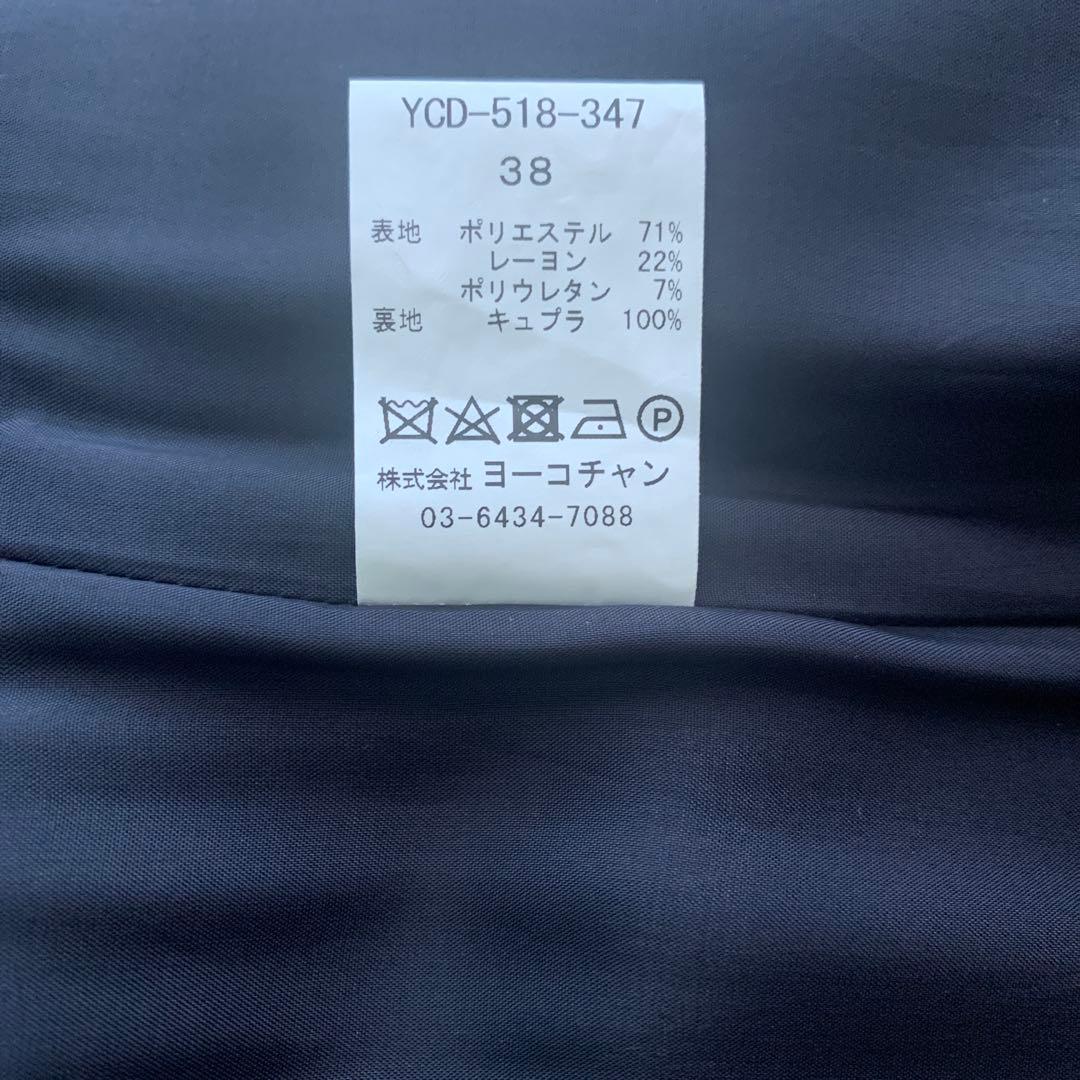 YCD-518-347
38
表地 ポリエステル 71%
レーヨン 22%
ポリウレタン 7%
裏地 キュプラ 100%
P
株式会社 ヨーコチャン
03-6434-7088